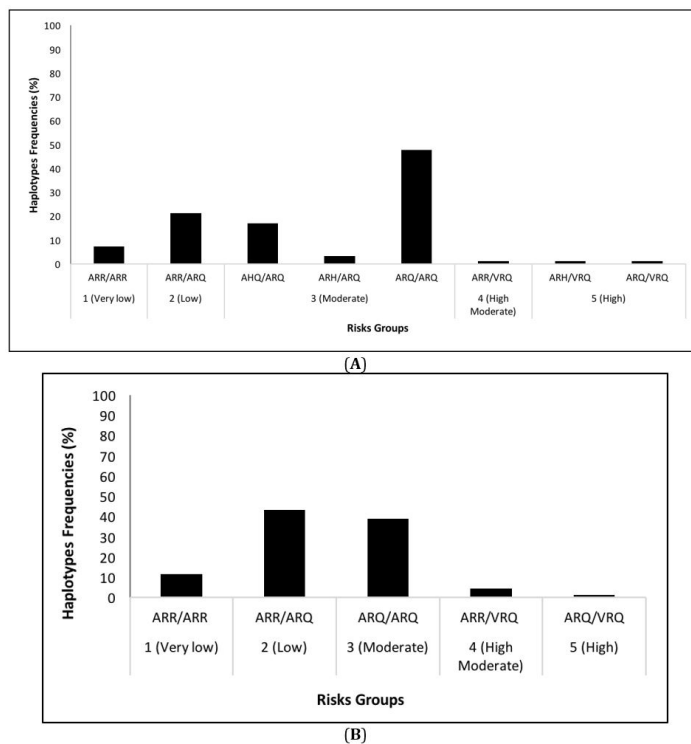 Haplotypes Frequencies (%)
100
90
80
70
60
50
40
30
20
10
0
ARR/ARR ARR/ARQ AHQ/ARQ ARH/ARQ ARQ/ARQ ARR/VRQ ARH/VRQ ARQ/VRQ
1 (Very low) 2 (Low) 3 (Moderate) 4 (High Moderate) 5 (High)
Risks Groups
(A)
Haplotypes Frequencies (%)
100
90
80
70
60
50
40
30
20
10
0
ARR/ARR ARR/ARQ ARQ/ARQ ARR/VRQ ARQ/VRQ
1 (Very low) 2 (Low) 3 (Moderate) 4 (High Moderate) 5 (High)
Risks Groups
(B)